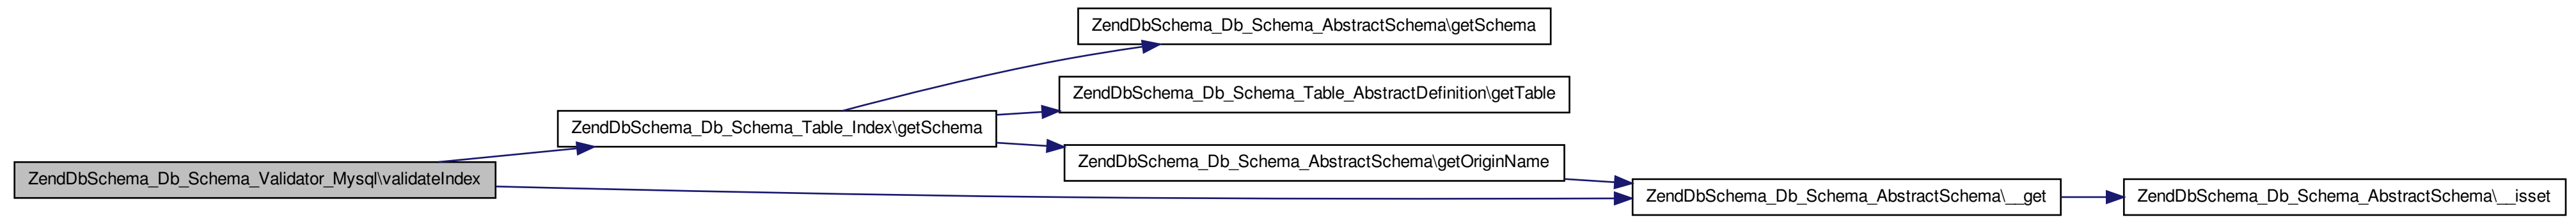 ZendDbSchema_Db_Schema_AbstractSchema\getSchema
ZendDbSchema_Db_Schema_Table_AbstractDefinition\getTable
ZendDbSchema_Db_Schema_Table_Index\getSchema
ZendDbSchema_Db_Schema_AbstractSchema\getOriginName
ZendDbSchema_Db_Schema_Validator_Mysql\validateIndex
ZendDbSchema_Db_Schema_AbstractSchema\__get
ZendDbSchema_Db_Schema_AbstractSchema\__isset